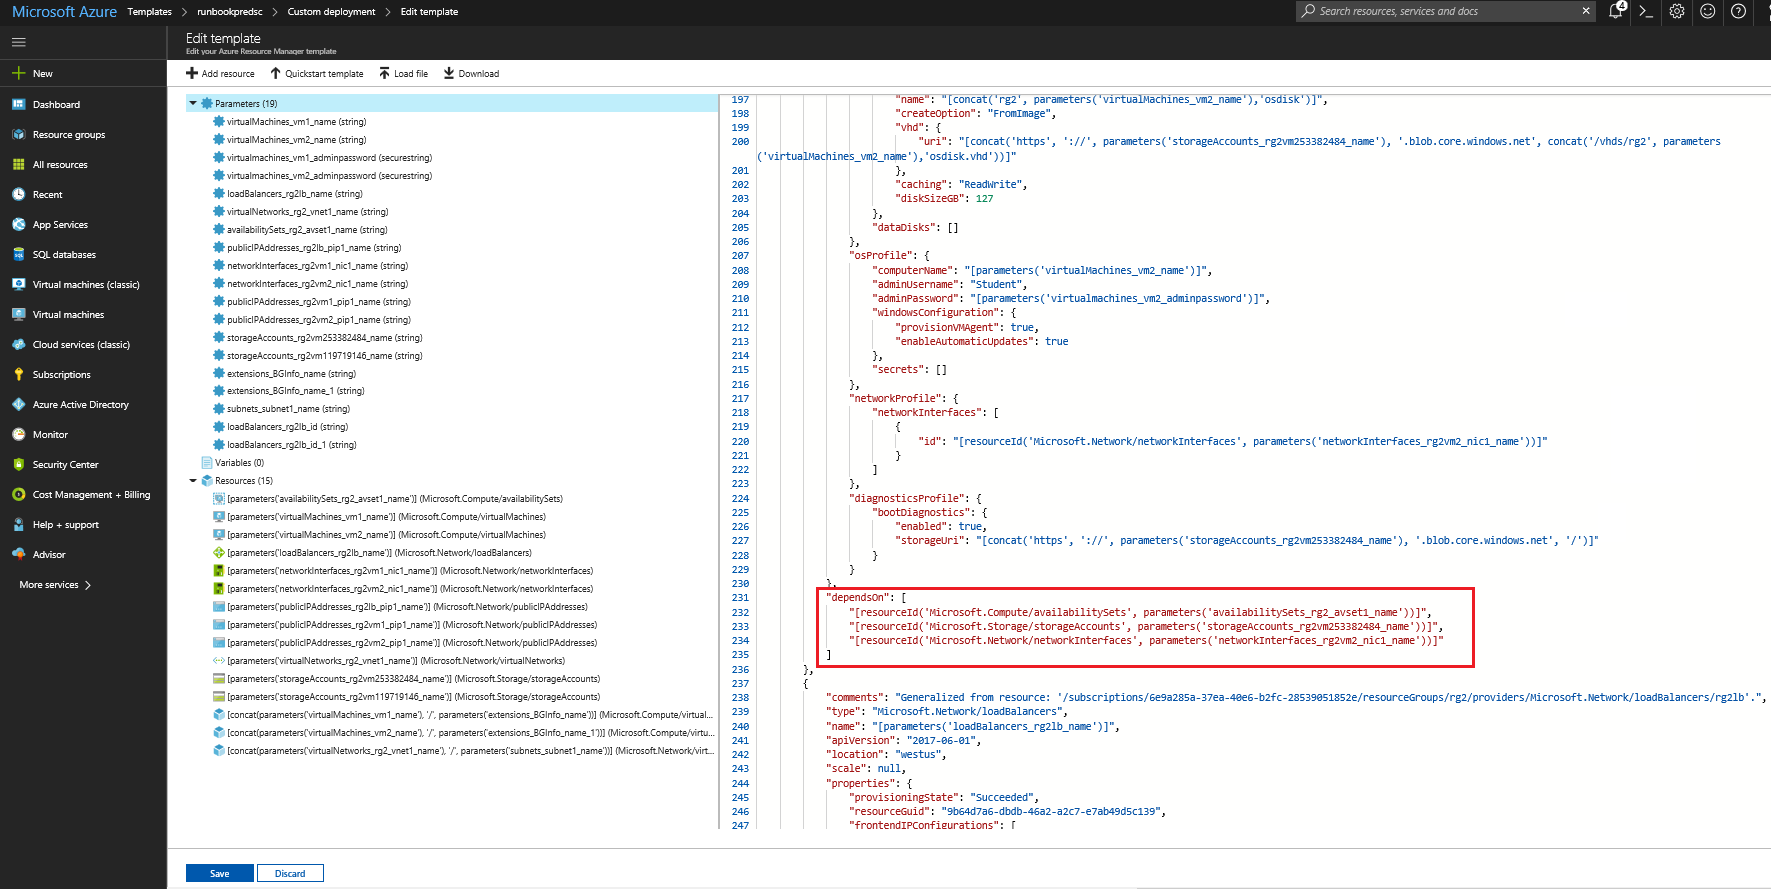 Microsoft Azure Templates > runbookpredsc > Custom deployment > Edit template
Search resources, services and docs
4
Edit template
Edit your Azure Resource Manager template
Add resource Quickstart template Load file Download
New
Dashboard
Resource groups
All resources
Recent
App Services
SQL databases
Virtual machines (classic)
Virtual machines
Cloud services (classic)
Subscriptions
Azure Active Directory
Monitor
Security Center
Cost Management + Billing
Help + support
Advisor
More services >
Parameters (19)
virtualMachines_vm1_name (string)
virtualMachines_vm2_name (string)
virtualmachines_vm1_adminpassword (securestring)
virtualmachines_vm2_adminpassword (securestring)
loadBalancers_rg2lb_name (string)
virtualNetworks_rg2_vnet1_name (string)
availabilitySets_rg2_avset1_name (string)
publicIPAddresses_rg2lb_pip1_name (string)
networkInterfaces_rg2vm1_nic1_name (string)
networkInterfaces_rg2vm2_nic1_name (string)
publicIPAddresses_rg2vm1_pip1_name (string)
publicIPAddresses_rg2vm2_pip1_name (string)
storageAccounts_rg2vm253382484_name (string)
storageAccounts_rg2vm119719146_name (string)
extensions_BGInfo_name (string)
extensions_BGInfo_name_1 (string)
subnets_subnet1_name (string)
loadBalancers_rg2lb_id (string)
loadBalancers_rg2lb_id_1 (string)
Variables (0)
Resources (15)
[parameters('availabilitySets_rg2_avset1_name')] (Microsoft.Compute/availabilitySets)
[parameters('virtualMachines_vm1_name')] (Microsoft.Compute/virtualMachines)
[parameters('virtualMachines_vm2_name')] (Microsoft.Compute/virtualMachines)
[parameters('loadBalancers_rg2lb_name')] (Microsoft.Network/loadBalancers)
[parameters('networkInterfaces_rg2vm1_nic1_name')] (Microsoft.Network/networkInterfaces)
[parameters('networkInterfaces_rg2vm2_nic1_name')] (Microsoft.Network/networkInterfaces)
[parameters('publicIPAddresses_rg2lb_pip1_name')] (Microsoft.Network/publicIPAddresses)
[parameters('publicIPAddresses_rg2vm1_pip1_name')] (Microsoft.Network/publicIPAddresses)
[parameters('publicIPAddresses_rg2vm2_pip1_name')] (Microsoft.Network/publicIPAddresses)
[parameters('virtualNetworks_rg2_vnet1_name')] (Microsoft.Network/virtualNetworks)
[parameters('storageAccounts_rg2vm253382484_name')] (Microsoft.Storage/storageAccounts)
[parameters('storageAccounts_rg2vm119719146_name')] (Microsoft.Storage/storageAccounts)
[concat(parameters('virtualMachines_vm1_name'), '/', parameters('extensions_BGInfo_name'))] (Microsoft.Compute/virtual...
[concat(parameters('virtualMachines_vm2_name'), '/', parameters('extensions_BGInfo_name_1'))] (Microsoft.Compute/virtu...
[concat(parameters('virtualNetworks_rg2_vnet1_name'), '/', parameters('subnets_subnet1_name'))] (Microsoft.Network/virt...
197 "name": "[concat('rg2', parameters('virtualMachines_vm2_name'),'osdisk')]",
198 "createOption": "FromImage",
199 "vhd": {
200 "uri": "[concat('https', '://', parameters('storageAccounts_rg2vm253382484_name'), '.blob.core.windows.net', concat('/vhds/rg2', parameters
('virtualMachines_vm2_name'),'osdisk.vhd'))]"
201 },
202 "caching": "ReadWrite",
203 "diskSizeGB": 127
204 },
205 "dataDisks": []
206 },
207 "osProfile": {
208 "computerName": "[parameters('virtualMachines_vm2_name')]",
209 "adminUsername": "Student",
210 "adminPassword": "[parameters('virtualmachines_vm2_adminpassword')]",
211 "windowsConfiguration": {
212 "provisionVMAgent": true,
213 "enableAutomaticUpdates": true
214 },
215 "secrets": []
216 },
217 "networkProfile": {
218 "networkInterfaces": [
219 {
220 "id": "[resourceId('Microsoft.Network/networkInterfaces', parameters('networkInterfaces_rg2vm2_nic1_name'))]"
221 }
222 ]
223 },
224 "diagnosticsProfile": {
225 "bootDiagnostics": {
226 "enabled": true,
227 "storageUri": "[concat('https', '://', parameters('storageAccounts_rg2vm253382484_name'), '.blob.core.windows.net', '/')]"
228 }
229 }
230 },
231 "dependsOn": [
232 "[resourceId('Microsoft.Compute/availabilitySets', parameters('availabilitySets_rg2_avset1_name'))]",
233 "[resourceId('Microsoft.Storage/storageAccounts', parameters('storageAccounts_rg2vm253382484_name'))]",
234 "[resourceId('Microsoft.Network/networkInterfaces', parameters('networkInterfaces_rg2vm2_nic1_name'))]"
235 ]
236 },
237 {
238 "comments": "Generalized from resource: '/subscriptions/6e9a285a-37ea-40e6-b2fc-28539051852e/resourceGroups/rg2/providers/Microsoft.Network/loadBalancers/rg2lb'.",
239 "type": "Microsoft.Network/loadBalancers",
240 "name": "[parameters('loadBalancers_rg2lb_name')]",
241 "apiVersion": "2017-06-01",
242 "location": "westus",
243 "scale": null,
244 "properties": {
245 "provisioningState": "Succeeded",
246 "resourceGuid": "9b64d7a6-dbdb-46a2-a2c7-e7ab49d5c139",
247 "frontendIPConfigurations": [
Save Discard